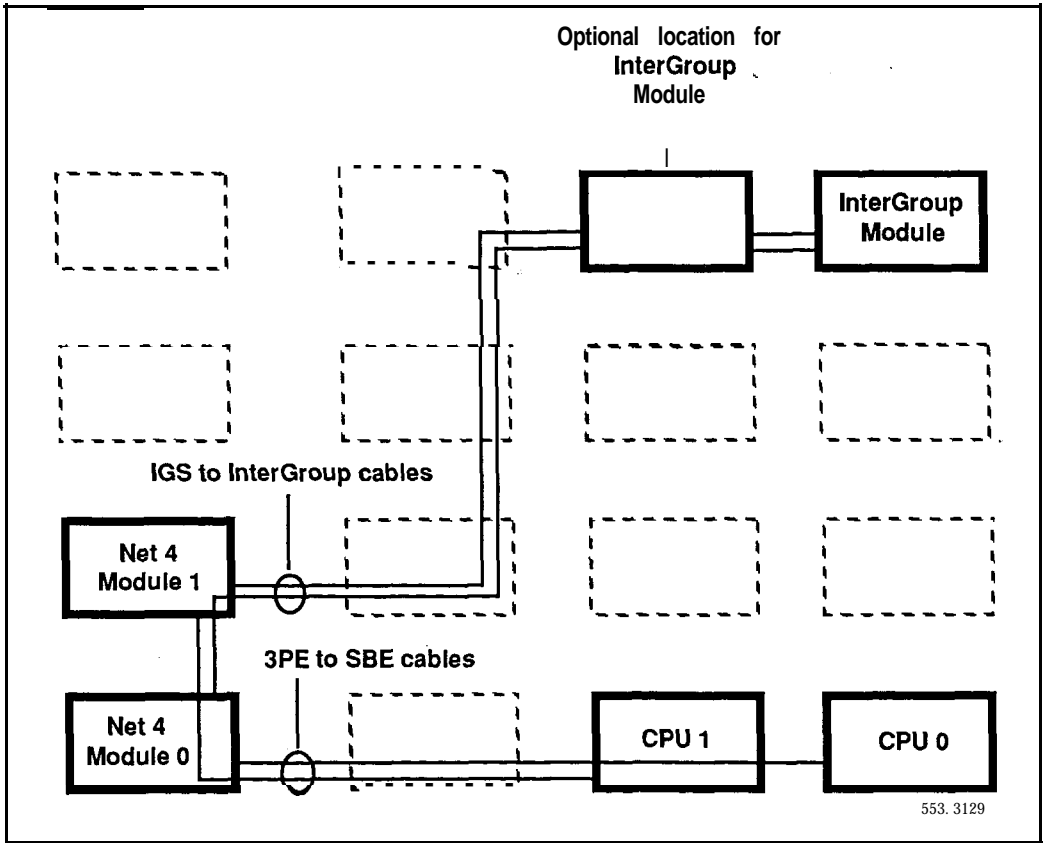 Optional location for
InterGroup
Module
InterGroup
Module
IGS to InterGroup cables
Net 4
Module 1
3PE to SBE cables
Net 4
Module 0
CPU 1
CPU 0
553. 3129